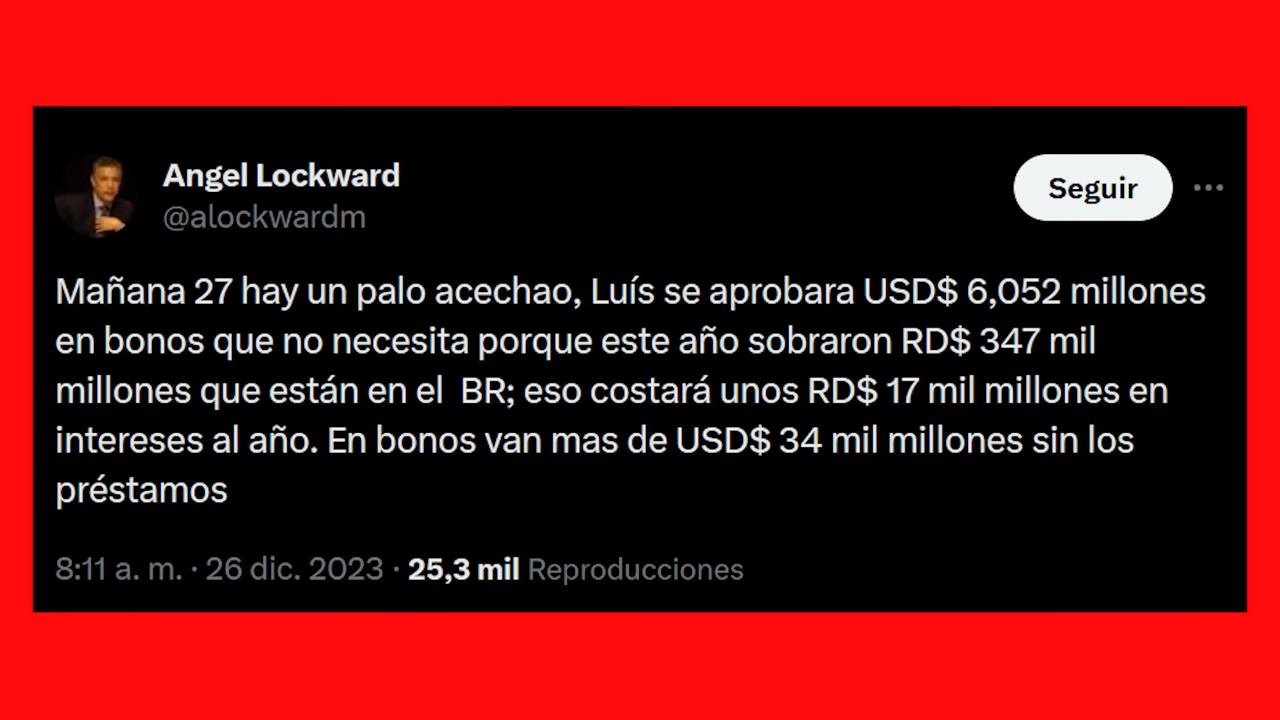 Angel Lockward
@alockwardm
Seguir
Mañana 27 hay un palo acechao, Luís se aprobara USD$ 6,052 millones
en bonos que no necesita porque este año sobraron RD$ 347 mil
millones que están en el  BR; eso costará unos RD$ 17 mil millones en
intereses al año. En bonos van mas de USD$ 34 mil millones sin los
préstamos
8:11 a. m. · 26 dic. 2023 · 25,3 mil Reproducciones